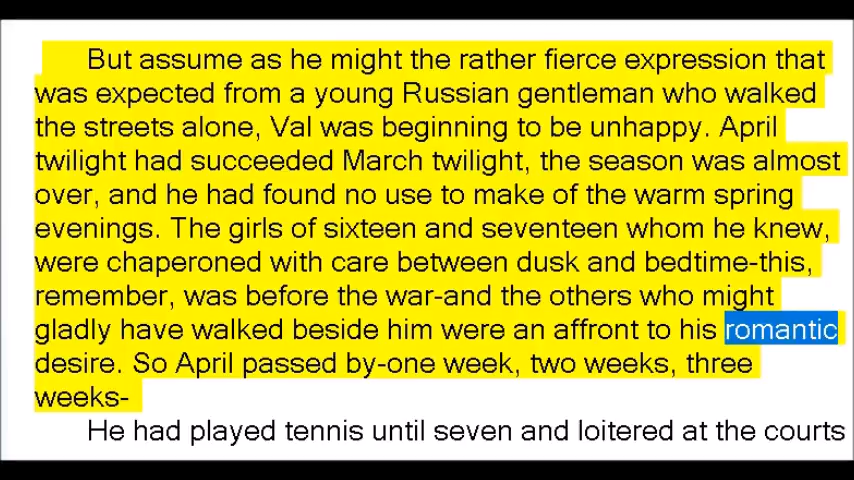 But assume as he might the rather fierce expression that
was expected from a young Russian gentleman who walked
the streets alone, Val was beginning to be unhappy. April
twilight had succeeded March twilight, the season was almost
over, and he had found no use to make of the warm spring
evenings. The girls of sixteen and seventeen whom he knew,
were chaperoned with care between dusk and bedtime-this,
remember, was before the war-and the others who might
gladly have walked beside him were an affront to his romantic
desire. So April passed by-one week, two weeks, three
weeks-
He had played tennis until seven and loitered at the courts